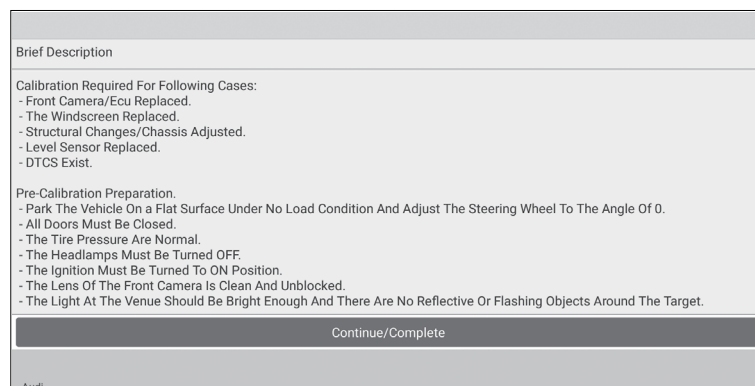 Brief Description
Calibration Required For Following Cases:
- Front Camera/Ecu Replaced.
- The Windscreen Replaced.
- Structural Changes/Chassis Adjusted.
- Level Sensor Replaced.
- DTCS Exist.
Pre-Calibration Preparation.
- Park The Vehicle On a Flat Surface Under No Load Condition And Adjust The Steering Wheel To The Angle Of 0.
- All Doors Must Be Closed.
- The Tire Pressure Are Normal.
- The Headlamps Must Be Turned OFF.
- The Ignition Must Be Turned To ON Position.
- The Lens Of The Front Camera Is Clean And Unblocked.
- The Light At The Venue Should Be Bright Enough And There Are No Reflective Or Flashing Objects Around The Target.
Continue/Complete